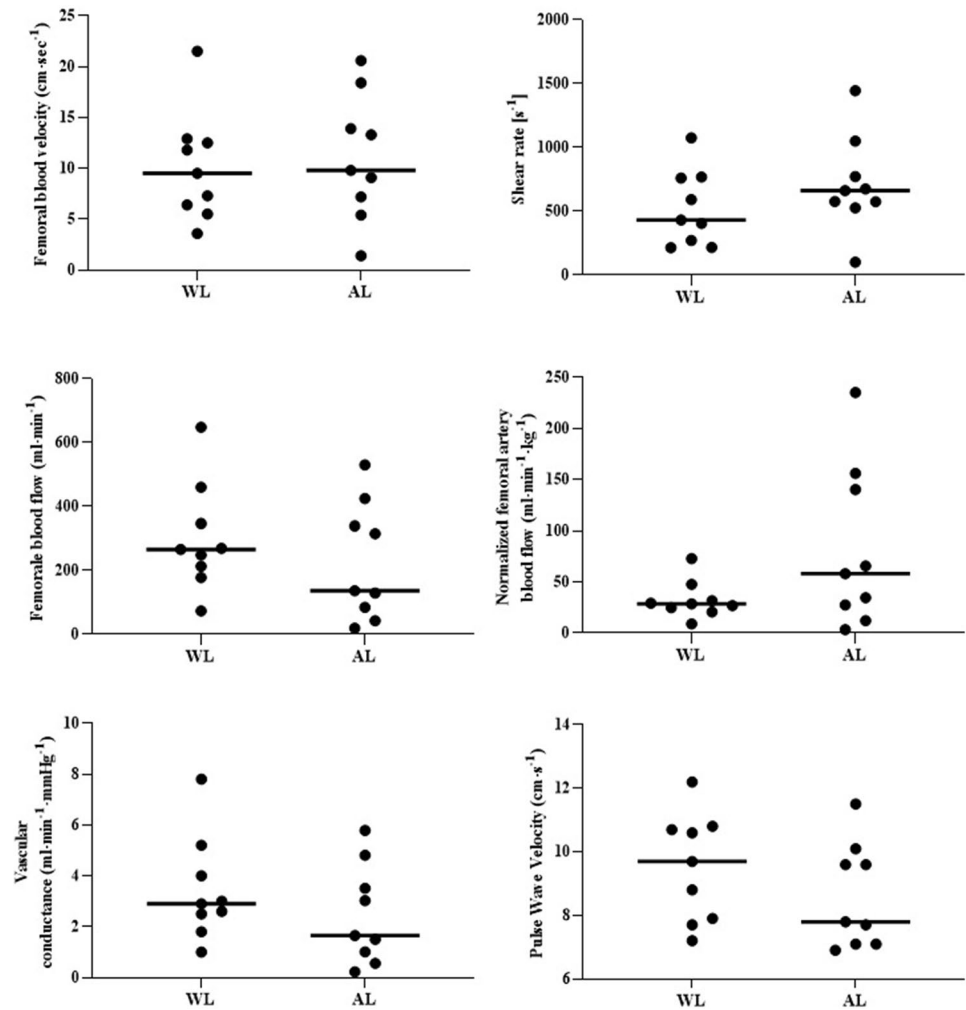 Femoral blood velocity (cm·sec⁻¹)
25
20
15
10
5
0
WL AL
Shear rate [s⁻¹]
2000
1500
1000
500
0
WL AL
Femorale blood flow (ml·min⁻¹)
800
600
400
200
0
WL AL
Normalized femoral artery
blood flow (ml·min⁻¹·kg⁻¹)
250
200
150
100
50
0
WL AL
Vascular
conductance (ml·min⁻¹·mmHg⁻¹)
10
8
6
4
2
0
WL AL
Pulse Wave Velocity (cm·s⁻¹)
14
12
10
8
6
WL AL